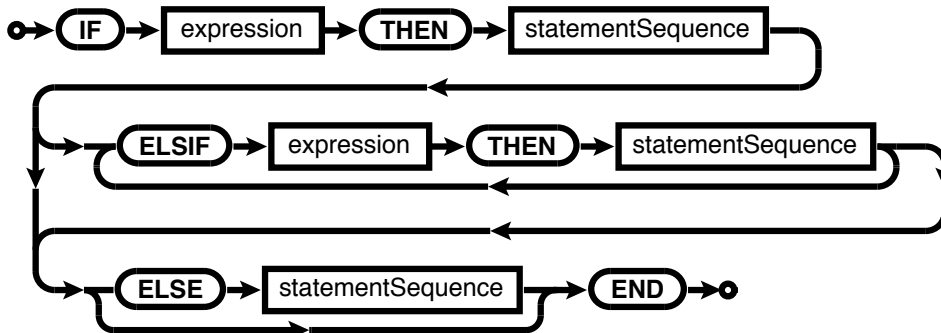 IF expression THEN statementSequence
ELSIF expression THEN statementSequence
ELSE statementSequence END